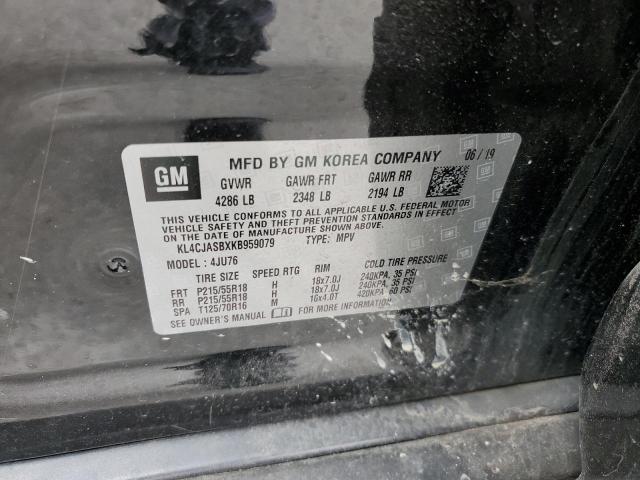 GM MFD BY GM KOREA COMPANY 06/19
GVWR GAWR FRT GAWR RR
4286 LB 2348 LB 2194 LB
THIS VEHICLE CONFORMS TO ALL APPLICABLE U.S. FEDERAL MOTOR
VEHICLE SAFETY AND THEFT PREVENTION STANDARDS IN EFFECT ON
THE DATE OF MANUFACTURE SHOWN ABOVE.
KL4CJASBXKB959079 TYPE: MPV
MODEL : 4JU76
TIRE SIZE SPEED RTG RIM COLD TIRE PRESSURE
FRT P215/55R18 H 18x7.0J 240KPA, 35 PSI
RR P215/55R18 H 18x7.0J 240KPA, 35 PSI
SPA T125/70R16 M 16x4.0T 420KPA, 60 PSI
SEE OWNER'S MANUAL FOR MORE INFORMATION